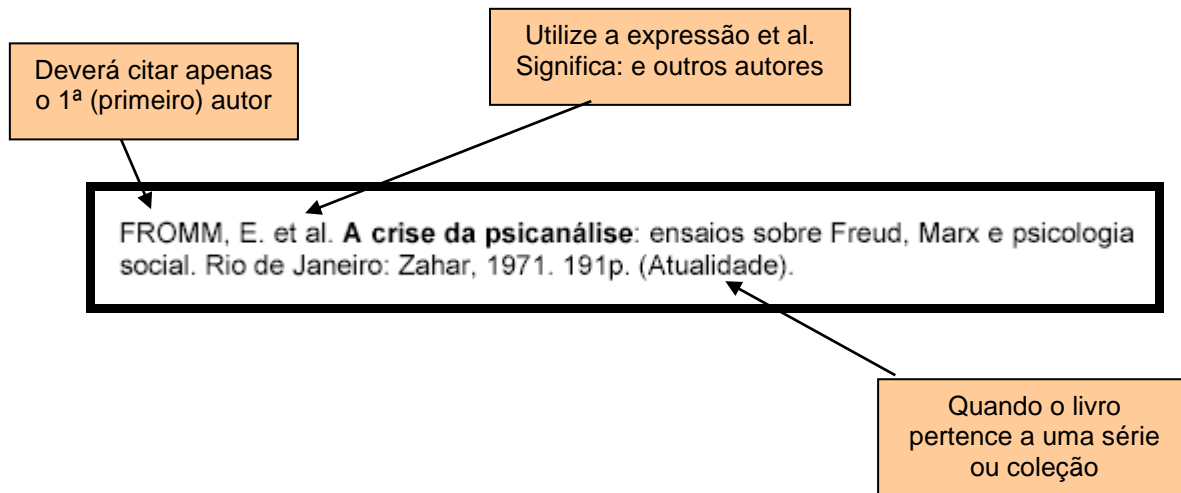 Deverá citar apenas
o 1ª (primeiro) autor
Utilize a expressão et al.
Significa: e outros autores
FROMM, E. et al. A crise da psicanálise: ensaios sobre Freud, Marx e psicologia
social. Rio de Janeiro: Zahar, 1971. 191p. (Atualidade).
Quando o livro
pertence a uma série
ou coleção